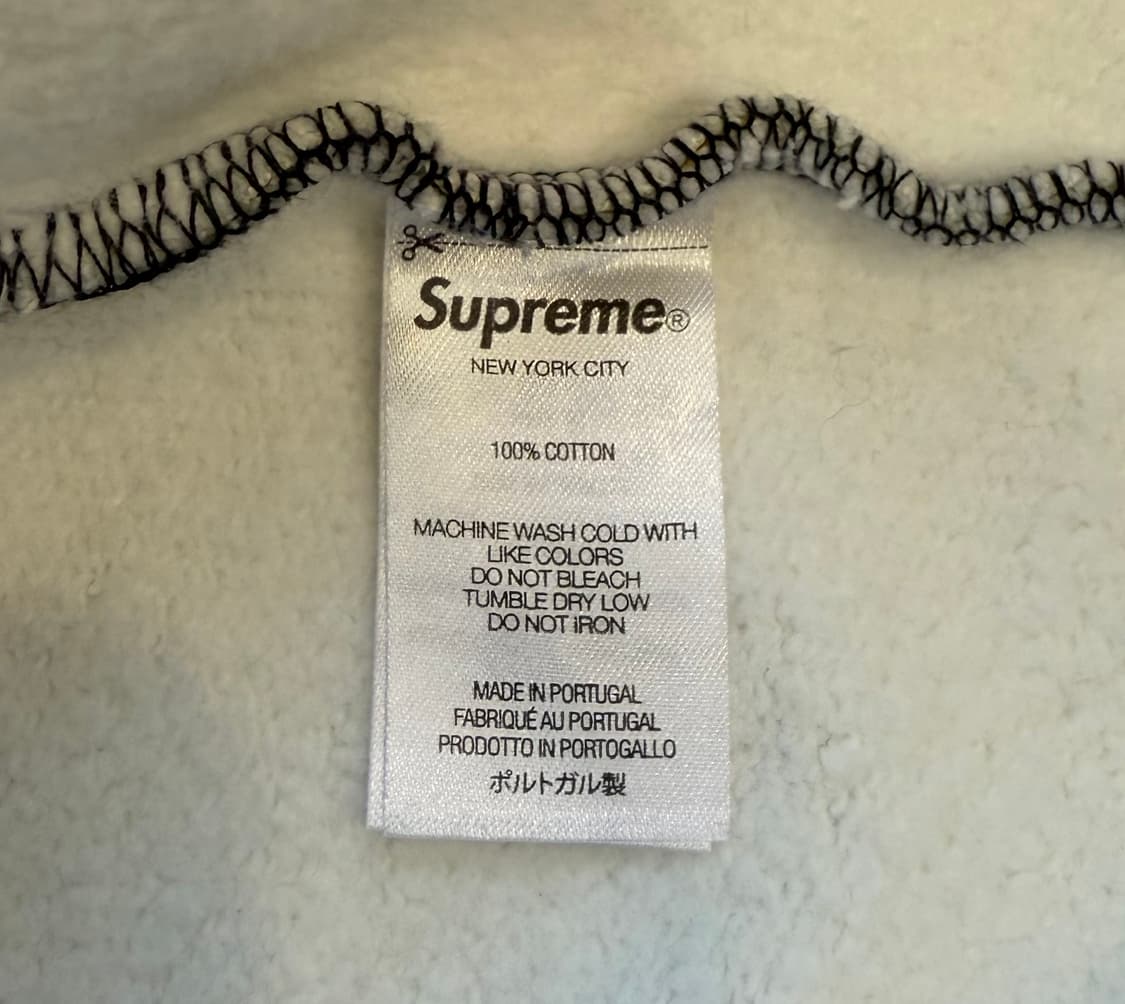 Supreme®
NEW YORK CITY
100% COTTON
MACHINE WASH COLD WITH
LIKE COLORS
DO NOT BLEACH
TUMBLE DRY LOW
DO NOT IRON
MADE IN PORTUGAL
FABRIQUÉ AU PORTUGAL
PRODOTTO IN PORTOGALLO
ポルトガル製